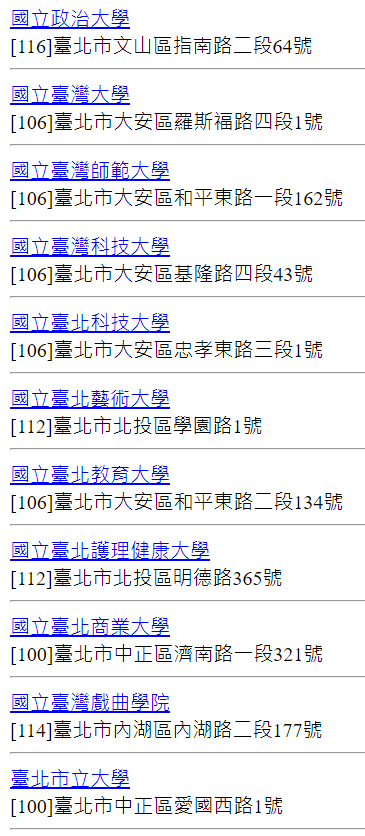 國立政治大學
[116]臺北市文山區指南路二段64號
國立臺灣大學
[106]臺北市大安區羅斯福路四段1號
國立臺灣師範大學
[106]臺北市大安區和平東路一段162號
國立臺灣科技大學
[106]臺北市大安區基隆路四段43號
國立臺北科技大學
[106]臺北市大安區忠孝東路三段1號
國立臺北藝術大學
[112]臺北市北投區學園路1號
國立臺北教育大學
[106]臺北市大安區和平東路二段134號
國立臺北護理健康大學
[112]臺北市北投區明德路365號
國立臺北商業大學
[100]臺北市中正區濟南路一段321號
國立臺灣戲曲學院
[114]臺北市內湖區內湖路二段177號
臺北市立大學
[100]臺北市中正區愛國西路1號